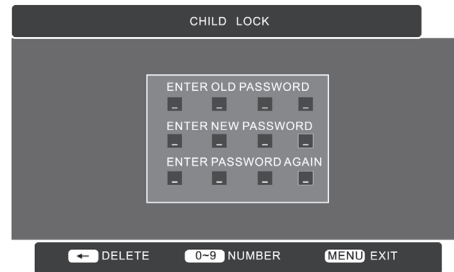 CHILD LOCK
ENTER OLD PASSWORD
_ _ _ _
ENTER NEW PASSWORD
_ _ _ _
ENTER PASSWORD AGAIN
_ _ _ _
← DELETE 0~9 NUMBER MENU EXIT